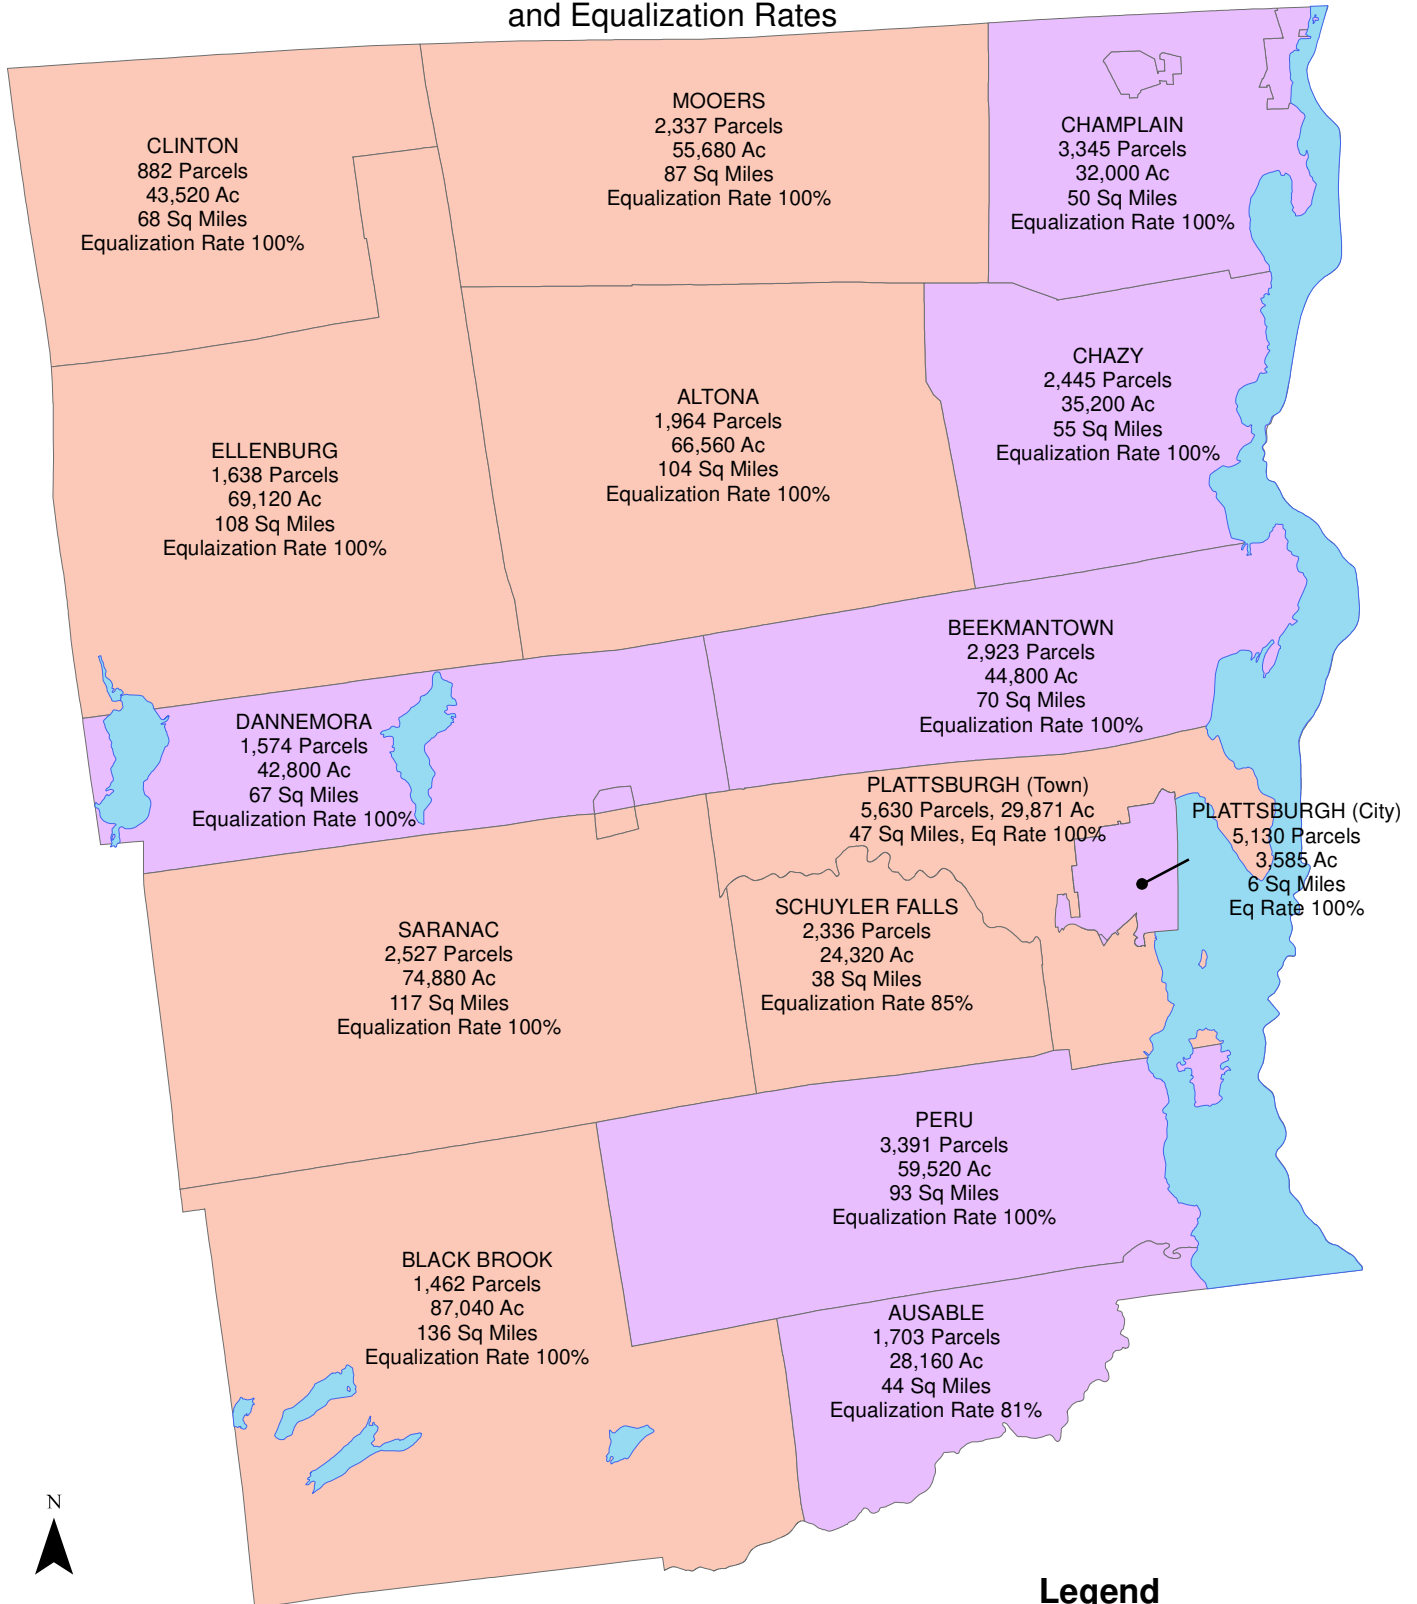 and Equalization Rates
CLINTON
882 Parcels
43,520 Ac
68 Sq Miles
Equalization Rate 100%
MOOERS
2,337 Parcels
55,680 Ac
87 Sq Miles
Equalization Rate 100%
CHAMPLAIN
3,345 Parcels
32,000 Ac
50 Sq Miles
Equalization Rate 100%
ELLENBURG
1,638 Parcels
69,120 Ac
108 Sq Miles
Equlaization Rate 100%
ALTONA
1,964 Parcels
66,560 Ac
104 Sq Miles
Equalization Rate 100%
CHAZY
2,445 Parcels
35,200 Ac
55 Sq Miles
Equalization Rate 100%
BEEKMANTOWN
2,923 Parcels
44,800 Ac
70 Sq Miles
Equalization Rate 100%
DANNEMORA
1,574 Parcels
42,800 Ac
67 Sq Miles
Equalization Rate 100%
PLATTSBURGH (Town)
5,630 Parcels, 29,871 Ac
47 Sq Miles, Eq Rate 100%
PLATTSBURGH (City)
5,130 Parcels
3,585 Ac
6 Sq Miles
Eq Rate 100%
SARANAC
2,527 Parcels
74,880 Ac
117 Sq Miles
Equalization Rate 100%
SCHUYLER FALLS
2,336 Parcels
24,320 Ac
38 Sq Miles
Equalization Rate 85%
PERU
3,391 Parcels
59,520 Ac
93 Sq Miles
Equalization Rate 100%
BLACK BROOK
1,462 Parcels
87,040 Ac
136 Sq Miles
Equalization Rate 100%
AUSABLE
1,703 Parcels
28,160 Ac
44 Sq Miles
Equalization Rate 81%
N
Legend